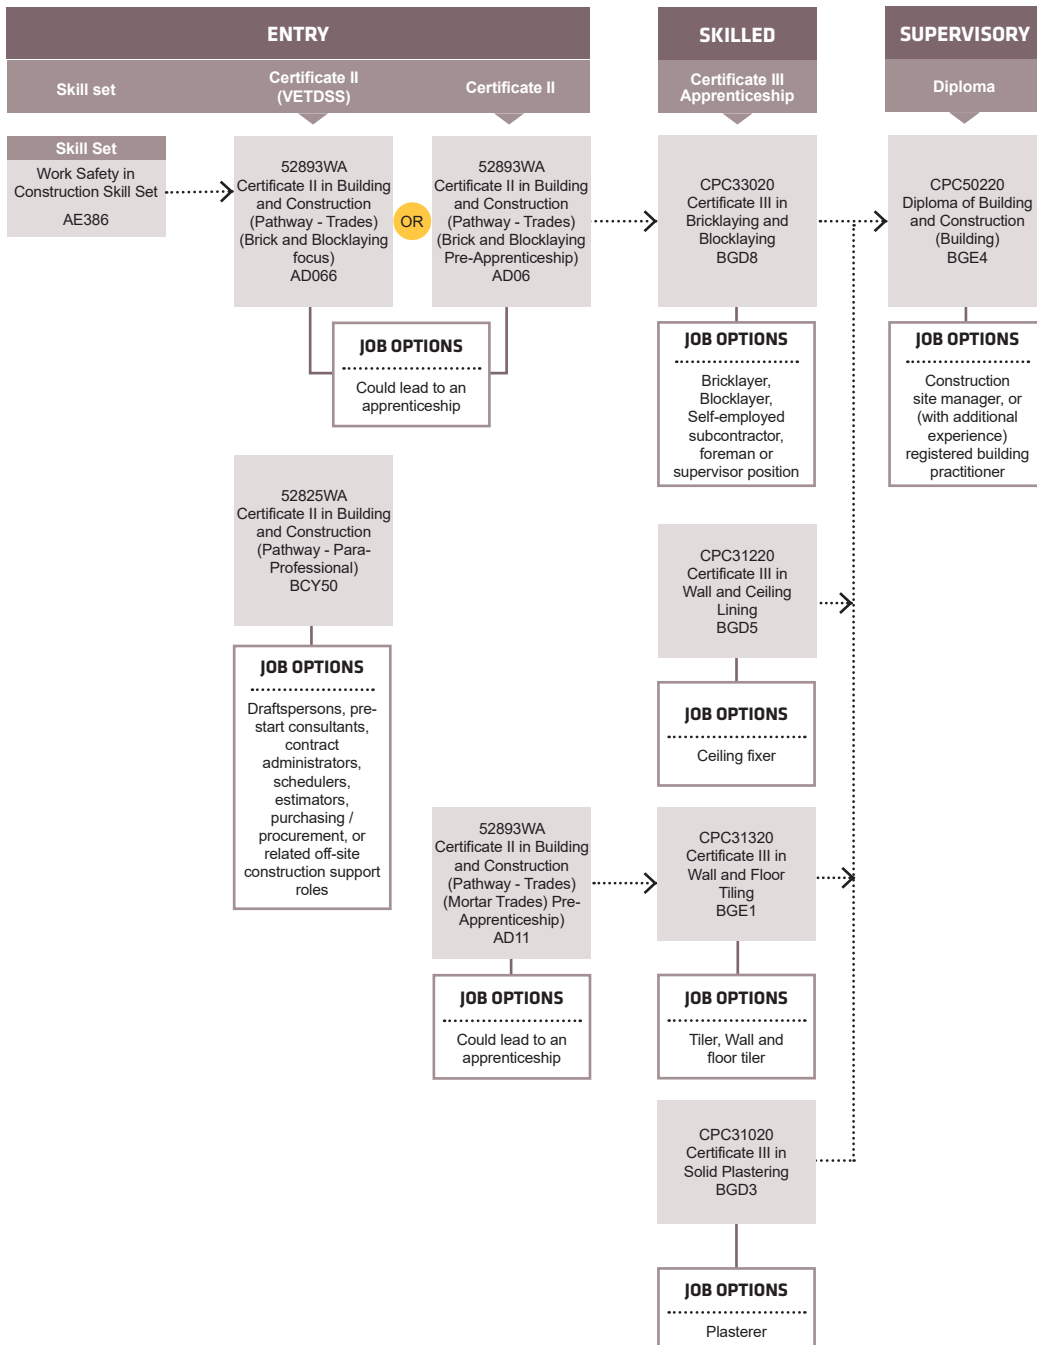 ENTRY
SKILLED
SUPERVISORY
Skill set
Certificate II
(VETDSS)
Certificate II
Certificate III
Apprenticeship
Diploma
Skill Set
Work Safety in
Construction Skill Set
AE386
52893WA
Certificate II in Building
and Construction
(Pathway - Trades)
(Brick and Blocklaying
focus)
AD066
OR
52893WA
Certificate II in Building
and Construction
(Pathway - Trades)
(Brick and Blocklaying
Pre-Apprenticeship)
AD06
CPC33020
Certificate III in
Bricklaying and
Blocklaying
BGD8
CPC50220
Diploma of Building
and Construction
(Building)
BGE4
JOB OPTIONS
Could lead to an
apprenticeship
JOB OPTIONS
Bricklayer,
Blocklayer,
Self-employed
subcontractor,
foreman or
supervisor position
JOB OPTIONS
Construction
site manager, or
(with additional
experience)
registered building
practitioner
52825WA
Certificate II in Building
and Construction
(Pathway - Para-
Professional)
BCY50
JOB OPTIONS
Draftspersons, pre-
start consultants,
contract
administrators,
schedulers,
estimators,
purchasing /
procurement, or
related off-site
construction support
roles
CPC31220
Certificate III in
Wall and Ceiling
Lining
BGD5
JOB OPTIONS
Ceiling fixer
52893WA
Certificate II in Building
and Construction
(Pathway - Trades)
(Mortar Trades) Pre-
Apprenticeship)
AD11
JOB OPTIONS
Could lead to an
apprenticeship
CPC31320
Certificate III in
Wall and Floor
Tiling
BGE1
JOB OPTIONS
Tiler, Wall and
floor tiler
CPC31020
Certificate III in
Solid Plastering
BGD3
JOB OPTIONS
Plasterer